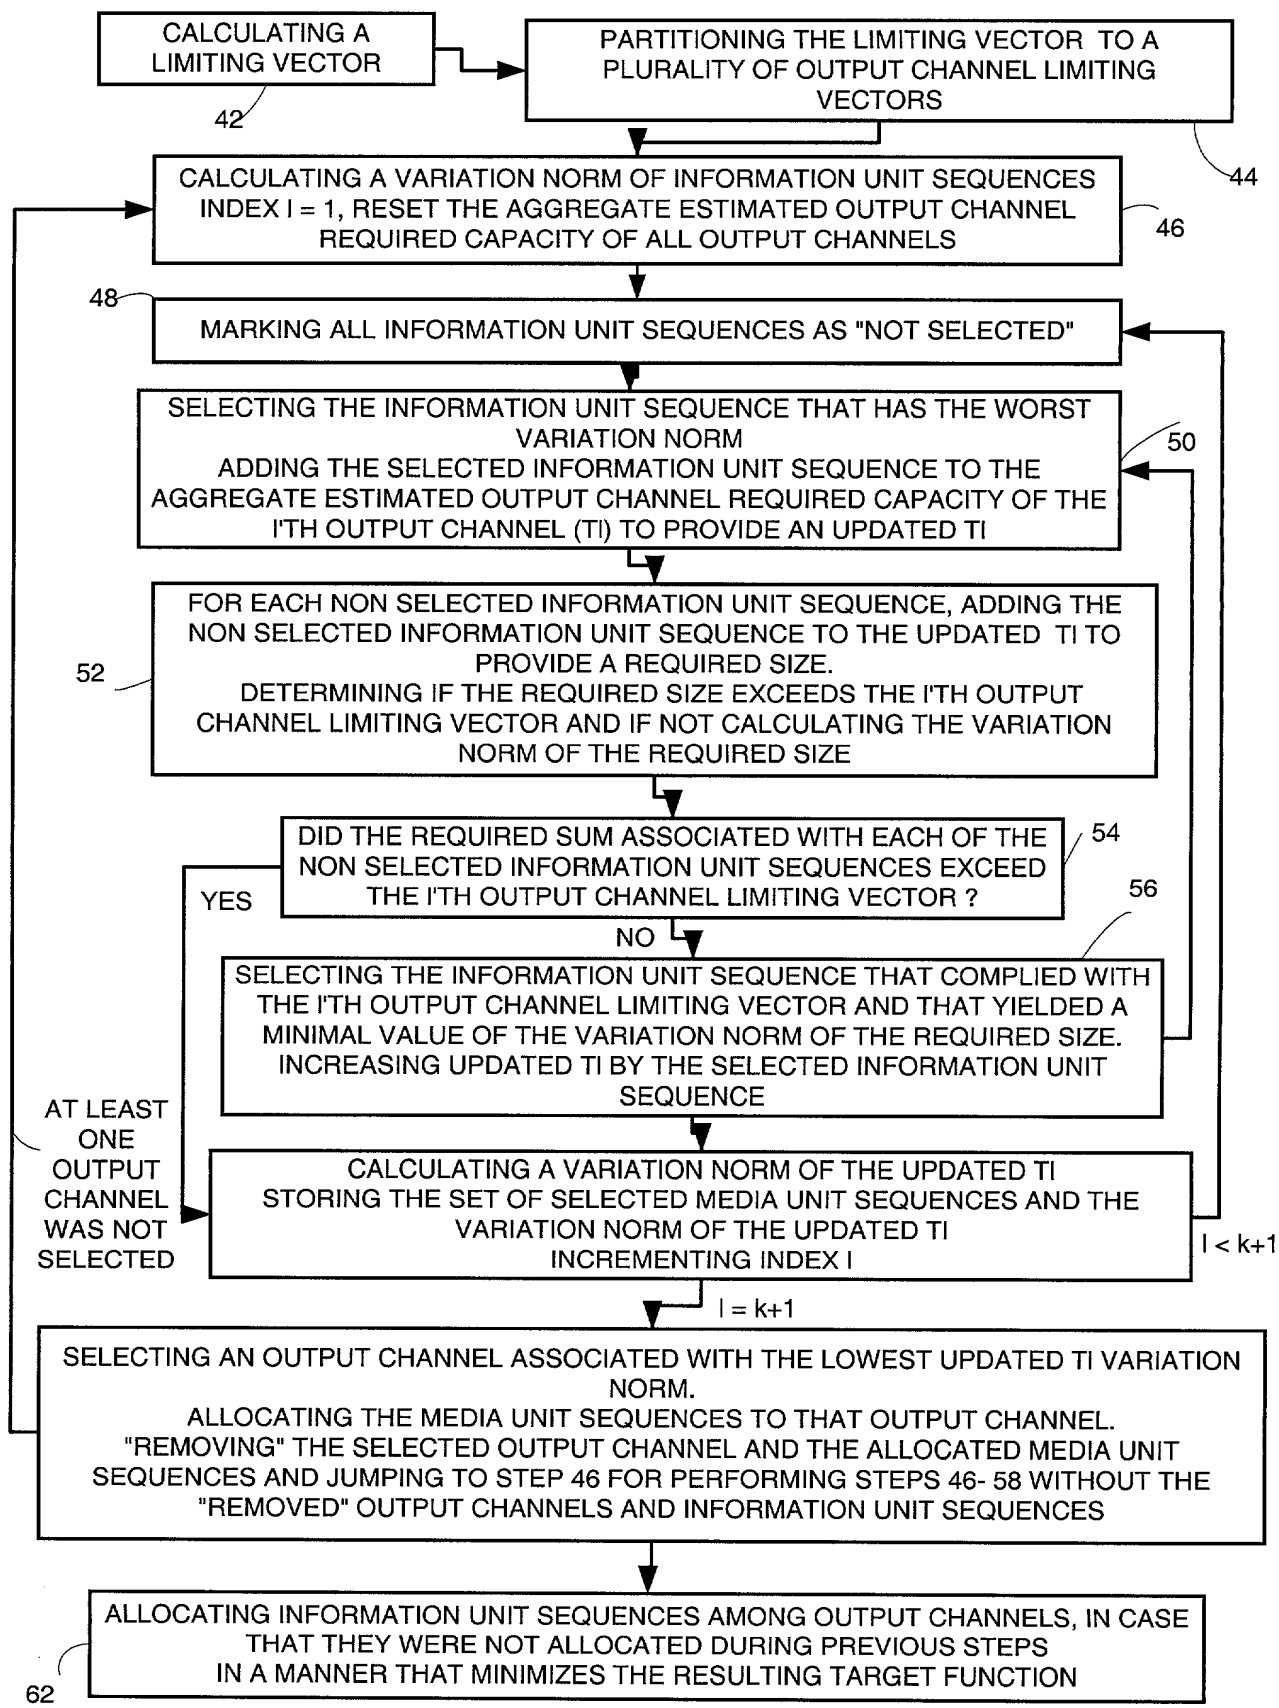 CALCULATING A
LIMITING VECTOR
42
PARTITIONING THE LIMITING VECTOR TO A
PLURALITY OF OUTPUT CHANNEL LIMITING
VECTORS
44
CALCULATING A VARIATION NORM OF INFORMATION UNIT SEQUENCES
INDEX I = 1, RESET THE AGGREGATE ESTIMATED OUTPUT CHANNEL
REQUIRED CAPACITY OF ALL OUTPUT CHANNELS
46
48
MARKING ALL INFORMATION UNIT SEQUENCES AS "NOT SELECTED"
SELECTING THE INFORMATION UNIT SEQUENCE THAT HAS THE WORST
VARIATION NORM
ADDING THE SELECTED INFORMATION UNIT SEQUENCE TO THE
AGGREGATE ESTIMATED OUTPUT CHANNEL REQUIRED CAPACITY OF THE
I'TH OUTPUT CHANNEL (TI) TO PROVIDE AN UPDATED TI
50
FOR EACH NON SELECTED INFORMATION UNIT SEQUENCE, ADDING THE
NON SELECTED INFORMATION UNIT SEQUENCE TO THE UPDATED TI TO
PROVIDE A REQUIRED SIZE.
DETERMINING IF THE REQUIRED SIZE EXCEEDS THE I'TH OUTPUT
CHANNEL LIMITING VECTOR AND IF NOT CALCULATING THE VARIATION
NORM OF THE REQUIRED SIZE
52
DID THE REQUIRED SUM ASSOCIATED WITH EACH OF THE
NON SELECTED INFORMATION UNIT SEQUENCES EXCEED
THE I'TH OUTPUT CHANNEL LIMITING VECTOR ?
54
YES
NO
56
SELECTING THE INFORMATION UNIT SEQUENCE THAT COMPLIED WITH
THE I'TH OUTPUT CHANNEL LIMITING VECTOR AND THAT YIELDED A
MINIMAL VALUE OF THE VARIATION NORM OF THE REQUIRED SIZE.
INCREASING UPDATED TI BY THE SELECTED INFORMATION UNIT
SEQUENCE
AT LEAST
ONE
OUTPUT
CHANNEL
WAS NOT
SELECTED
CALCULATING A VARIATION NORM OF THE UPDATED TI
STORING THE SET OF SELECTED MEDIA UNIT SEQUENCES AND THE
VARIATION NORM OF THE UPDATED TI
INCREMENTING INDEX I
I < k+1
I = k+1
SELECTING AN OUTPUT CHANNEL ASSOCIATED WITH THE LOWEST UPDATED TI VARIATION
NORM.
ALLOCATING THE MEDIA UNIT SEQUENCES TO THAT OUTPUT CHANNEL.
"REMOVING" THE SELECTED OUTPUT CHANNEL AND THE ALLOCATED MEDIA UNIT
SEQUENCES AND JUMPING TO STEP 46 FOR PERFORMING STEPS 46- 58 WITHOUT THE
"REMOVED" OUTPUT CHANNELS AND INFORMATION UNIT SEQUENCES
ALLOCATING INFORMATION UNIT SEQUENCES AMONG OUTPUT CHANNELS, IN CASE
THAT THEY WERE NOT ALLOCATED DURING PREVIOUS STEPS
IN A MANNER THAT MINIMIZES THE RESULTING TARGET FUNCTION
62